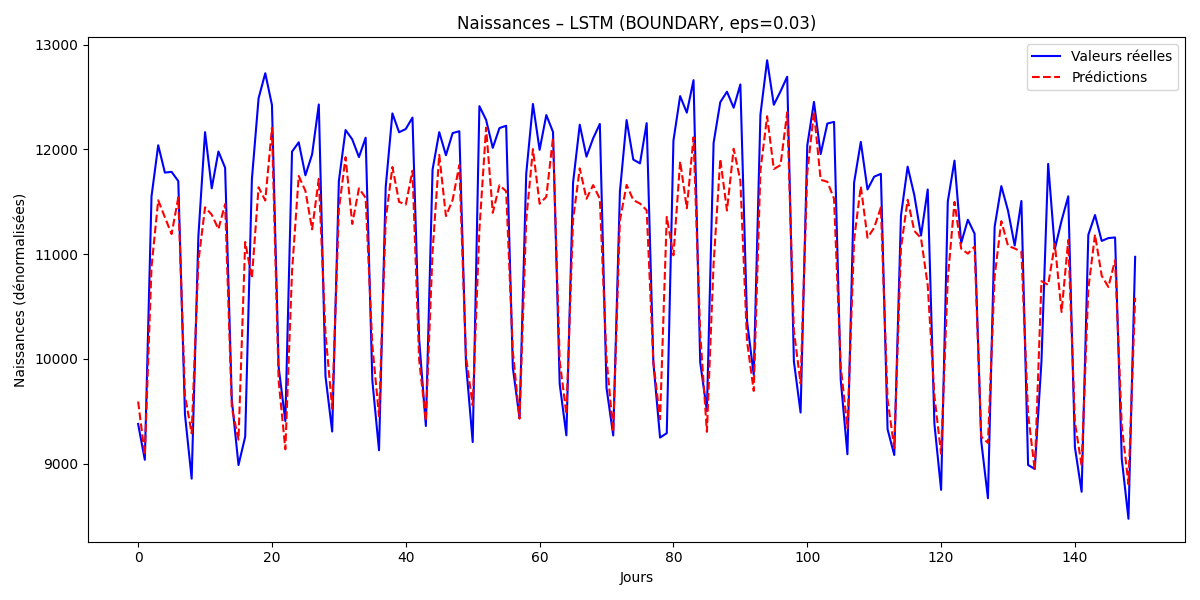 Naissances – LSTM (BOUNDARY, eps=0.03)
Valeurs réelles
Prédictions
Naissances (dénormalisées)
13000
12000
11000
10000
9000
0 20 40 60 80 100 120 140
Jours